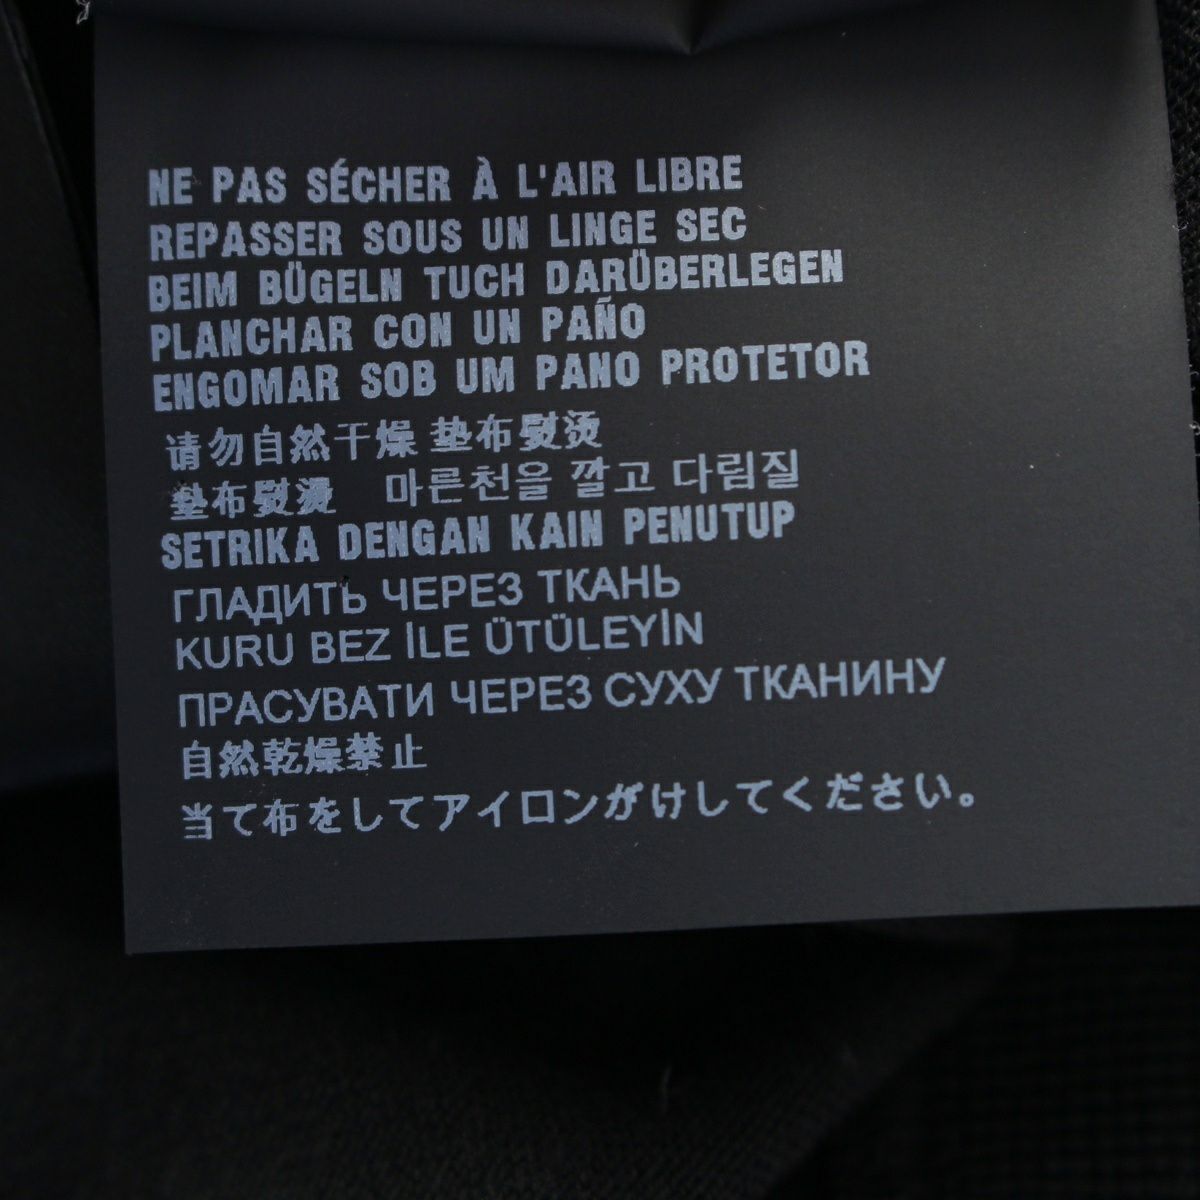 NE PAS SÉCHER À L'AIR LIBRE
REPASSER SOUS UN LINGE SEC
BEIM BÜGELN TUCH DARÜBERLEGEN
PLANCHAR CON UN PAÑO
ENGOMAR SOB UM PANO PROTETOR
请勿自然干燥 垫布熨烫
墊布熨燙 마른천을 깔고 다림질
SETRIKA DENGAN KAIN PENUTUP
ГЛАДИТЬ ЧЕРЕЗ ТКАНЬ
KURU BEZ İLE ÜTÜLEYİN
ПРАСУВАТИ ЧЕРЕЗ СУХУ ТКАНИНУ
自然乾燥禁止
当て布をしてアイロンがけしてください。